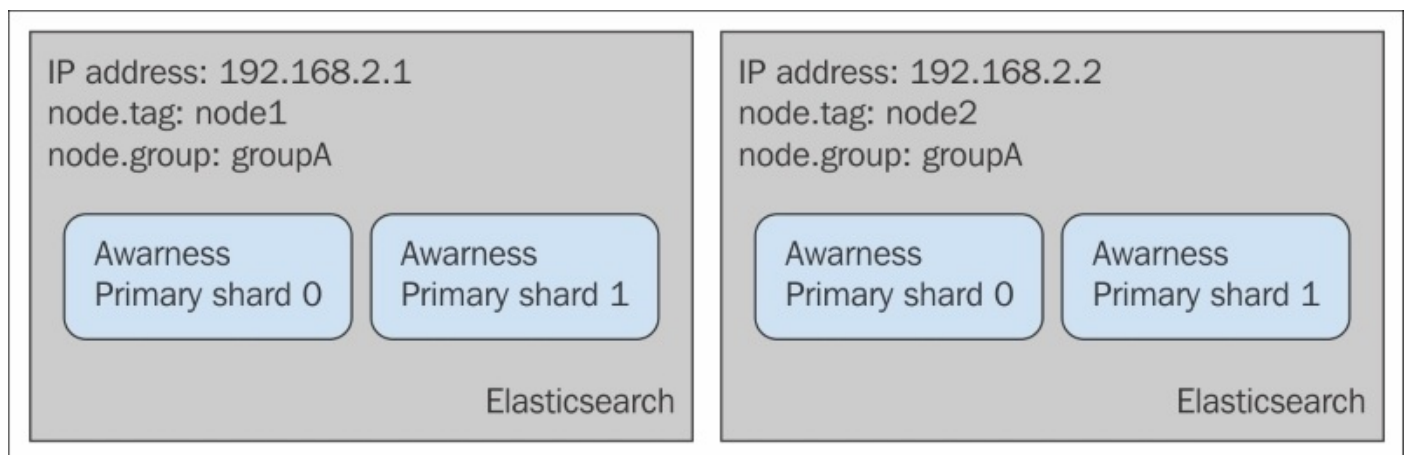 IP address: 192.168.2.1
node.tag: node1
node.group: groupA
Awarness
Primary shard 0
Awarness
Primary shard 1
Elasticsearch
IP address: 192.168.2.2
node.tag: node2
node.group: groupA
Awarness
Primary shard 0
Awarness
Primary shard 1
Elasticsearch